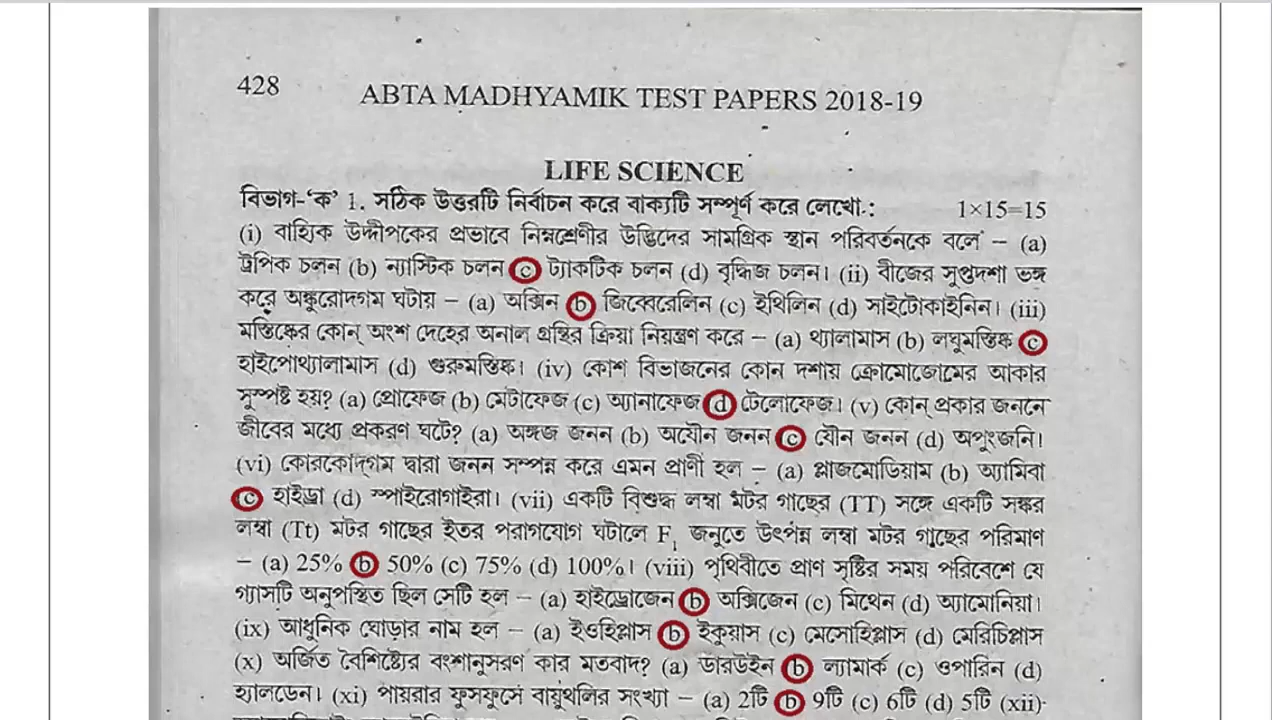 428
ABTA MADHYAMIK TEST PAPERS 2018-19
LIFE SCIENCE
বিভাগ-‘ক’ 1. সঠিক উত্তরটি নির্বাচন করে বাক্যটি সম্পূর্ণ করে লেখো : 1×15=15
(i) বাহ্যিক উদ্দীপকের প্রভাবে নিম্নশ্রেণীর উদ্ভিদের সামগ্রিক স্থান পরিবর্তনকে বলে – (a)
ট্রপিক চলন (b) ন্যাস্টিক চলন (c) ট্যাকটিক চলন (d) বৃদ্ধিজ চলন। (ii) বীজের সুপ্তদশা ভঙ্গ
করে অঙ্কুরোদগম ঘটায় – (a) অক্সিন (b) জিব্বেরেলিন (c) ইথিলিন (d) সাইটোকাইনিন। (iii)
মস্তিষ্কের কোন্ অংশ দেহের অনাল গ্রন্থির ক্রিয়া নিয়ন্ত্রণ করে – (a) থ্যালামাস (b) লঘুমস্তিষ্ক (c)
হাইপোথ্যালামাস (d) গুরুমস্তিষ্ক। (iv) কোশ বিভাজনের কোন দশায় ক্রোমোজোমের আকার
সুস্পষ্ট হয়? (a) প্রোফেজ (b) মেটাফেজ (c) অ্যানাফেজ (d) টেলোফেজ। (v) কোন্ প্রকার জননে
জীবের মধ্যে প্রকরণ ঘটে? (a) অঙ্গজ জনন (b) অযৌন জনন (c) যৌন জনন (d) অপুংজনি।
(vi) কোরকোদ্গম দ্বারা জনন সম্পন্ন করে এমন প্রাণী হল – (a) প্লাজমোডিয়াম (b) অ্যামিবা
(c) হাইড্রা (d) স্পাইরোগাইরা। (vii) একটি বিশুদ্ধ লম্বা মটর গাছের (TT) সঙ্গে একটি সঙ্কর
লম্বা (Tt) মটর গাছের ইতর পরাগযোগ ঘটালে F₁ জনুতে উৎপন্ন লম্বা মটর গাছের পরিমাণ
– (a) 25% (b) 50% (c) 75% (d) 100%। (viii) পৃথিবীতে প্রাণ সৃষ্টির সময় পরিবেশে যে
গ্যাসটি অনুপস্থিত ছিল সেটি হল – (a) হাইড্রোজেন (b) অক্সিজেন (c) মিথেন (d) অ্যামোনিয়া।
(ix) আধুনিক ঘোড়ার নাম হল – (a) ইওহিপ্পাস (b) ইকুয়াস (c) মেসোহিপ্পাস (d) মেরিচিপ্পাস
(x) অর্জিত বৈশিষ্ট্যের বংশানুসরণ কার মতবাদ? (a) ডারউইন (b) ল্যামার্ক (c) ওপারিন (d)
হ্যালডেন। (xi) পায়রার ফুসফুসে বায়ুথলির সংখ্যা – (a) 2টি (b) 9টি (c) 6টি (d) 5টি (xii)